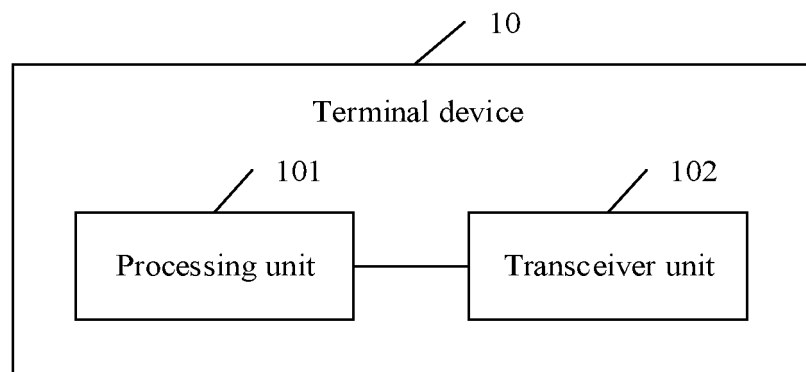 10
Terminal device
101
102
Processing unit
Transceiver unit